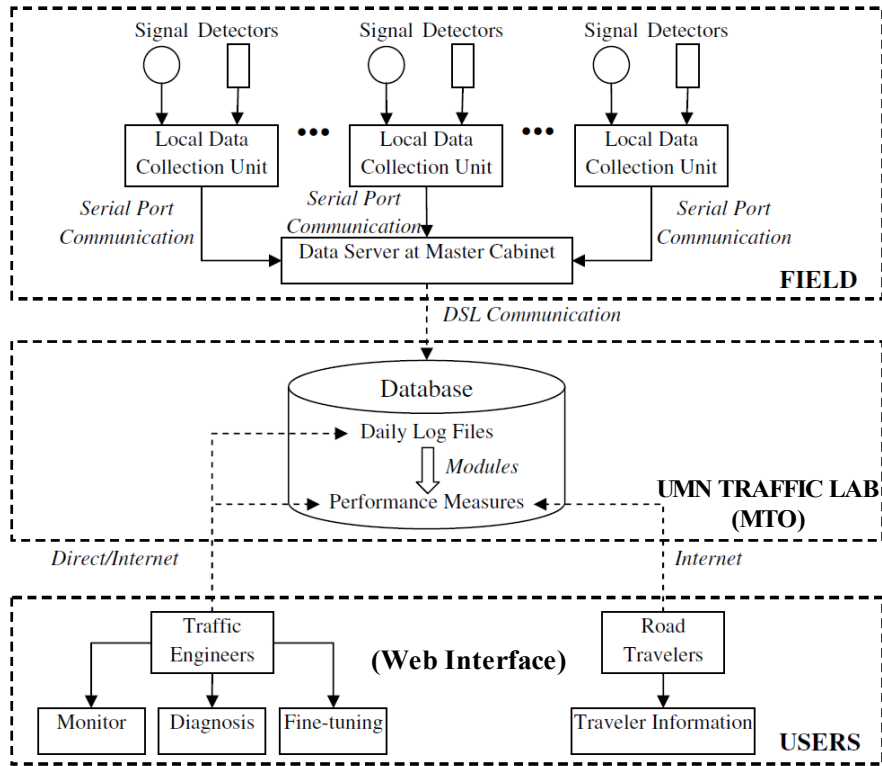 Signal Detectors
Signal Detectors
Signal Detectors
Local Data
Collection Unit
•••
Local Data
Collection Unit
•••
Local Data
Collection Unit
Serial Port
Communication
Serial Port
Communication
Serial Port
Communication
Data Server at Master Cabinet
FIELD
DSL Communication
Database
Daily Log Files
Modules
Performance Measures
UMN TRAFFIC LAB
(MTO)
Direct/Internet
Internet
Traffic
Engineers
(Web Interface)
Road
Travelers
Monitor
Diagnosis
Fine-tuning
Traveler Information
USERS